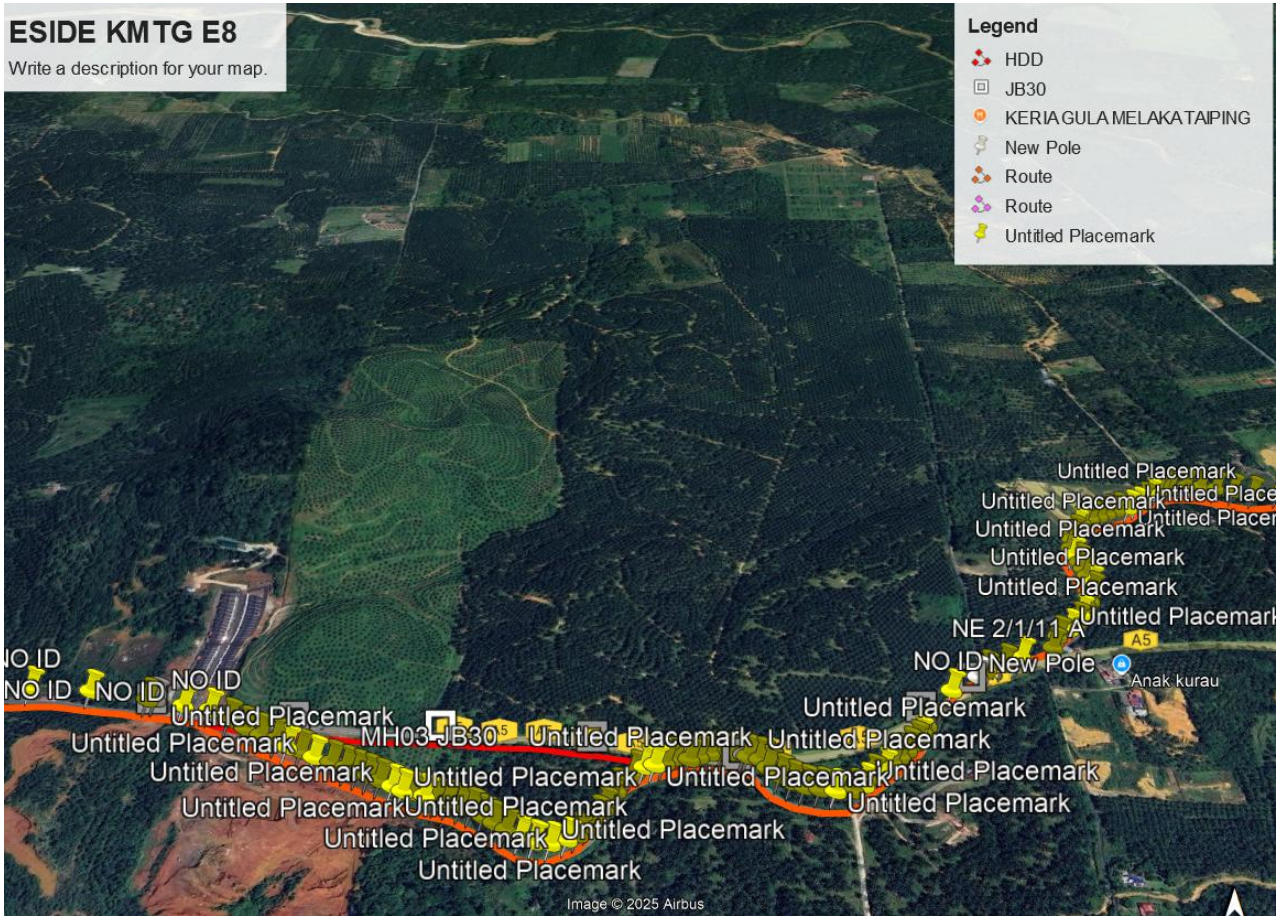 ESIDE KMTG E8
Write a description for your map.
Legend
HDD
JB30
KERIA GULA MELAKA TAIPING
New Pole
Route
Route
Untitled Placemark
Untitled Placemark
Untitled Placemark
Untitled Place
Untitled Placemark
Untitled Placem
Untitled Placemark
Untitled Placemark
Untitled Placemark
NE 2/1/11 A
A5
NO ID
New Pole
Anak kurau
NO ID
NO ID
NO ID
NO ID
Untitled Placemark
Untitled Placemark
MH03-JB30
Untitled Placemark
Untitled Placemark
Untitled Placemark
Untitled Placemark
Untitled Placemark
Untitled Placemark
Untitled Placemark
Untitled Placemark
Untitled Placemark
Untitled Placemark
Untitled Placemark
Untitled Placemark
Untitled Placemark
Untitled Placemark
Image © 2025 Airbus